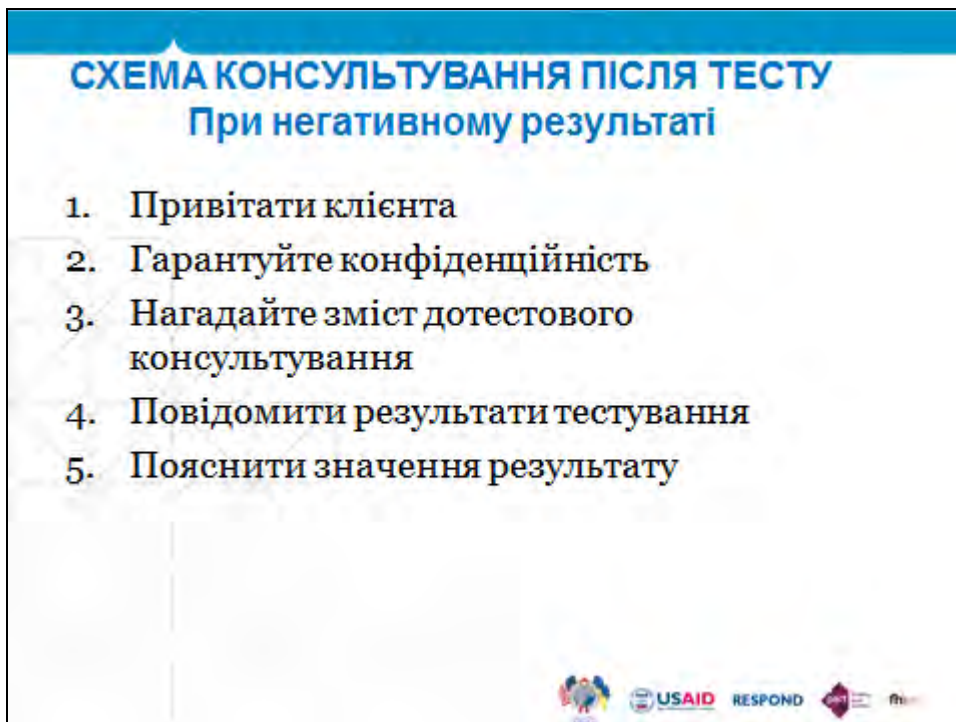 СХЕМА КОНСУЛЬТУВАННЯ ПІСЛЯ ТЕСТУ
При негативному результаті
1. Привітати клієнта
2. Гарантуйте конфіденційність
3. Нагадайте зміст дотестового
консультування
4. Повідомити результати тестування
5. Пояснити значення результату
USAID RESPOND